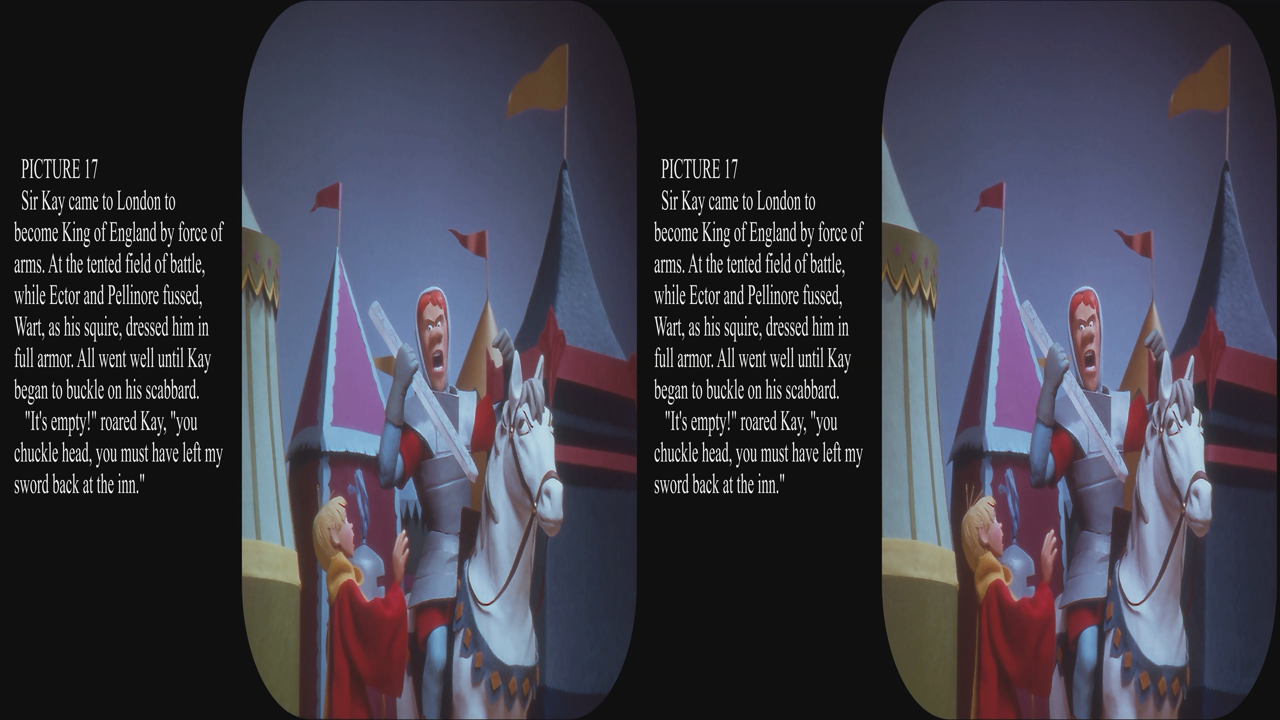 PICTURE 17
Sir Kay came to London to
become King of England by force of
arms. At the tented field of battle,
while Ector and Pellinore fussed,
Wart, as his squire, dressed him in
full armor. All went well until Kay
began to buckle on his scabbard.
"It's empty!" roared Kay, "you
chuckle head, you must have left my
sword back at the inn."
PICTURE 17
Sir Kay came to London to
become King of England by force of
arms. At the tented field of battle,
while Ector and Pellinore fussed,
Wart, as his squire, dressed him in
full armor. All went well until Kay
began to buckle on his scabbard.
"It's empty!" roared Kay, "you
chuckle head, you must have left my
sword back at the inn."